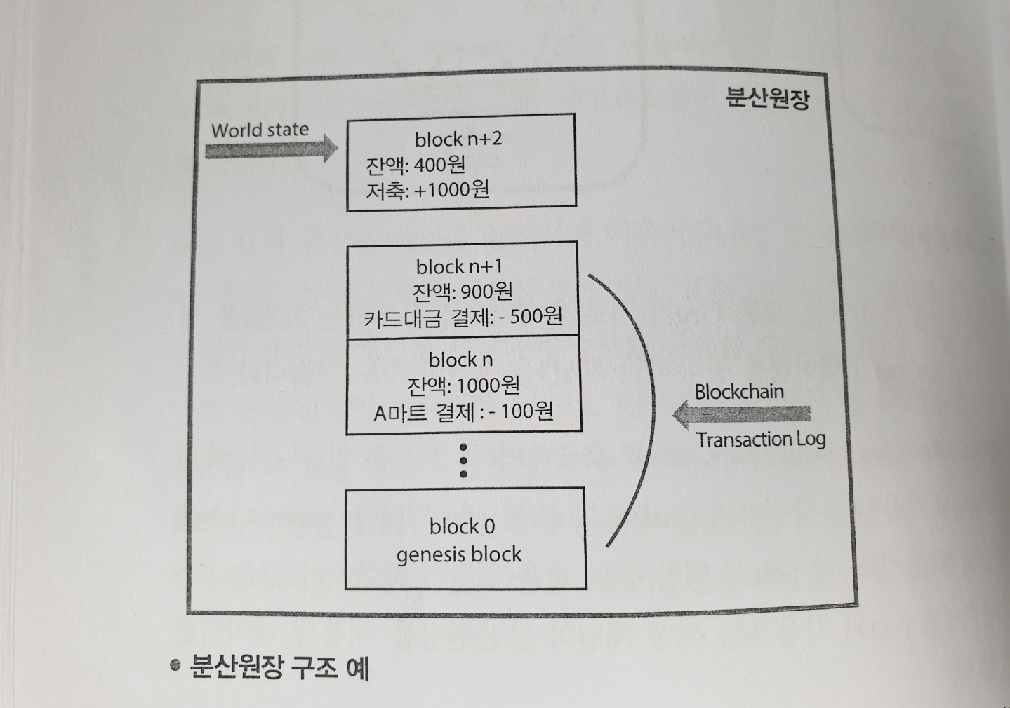 분산원장
World state
block n+2
잔액: 400원
저축: +1000원
block n+1
잔액: 900원
카드대금 결제: - 500원
block n
잔액: 1000원
A마트 결제 : - 100원
Blockchain
Transaction Log
block 0
genesis block
• 분산원장 구조 예